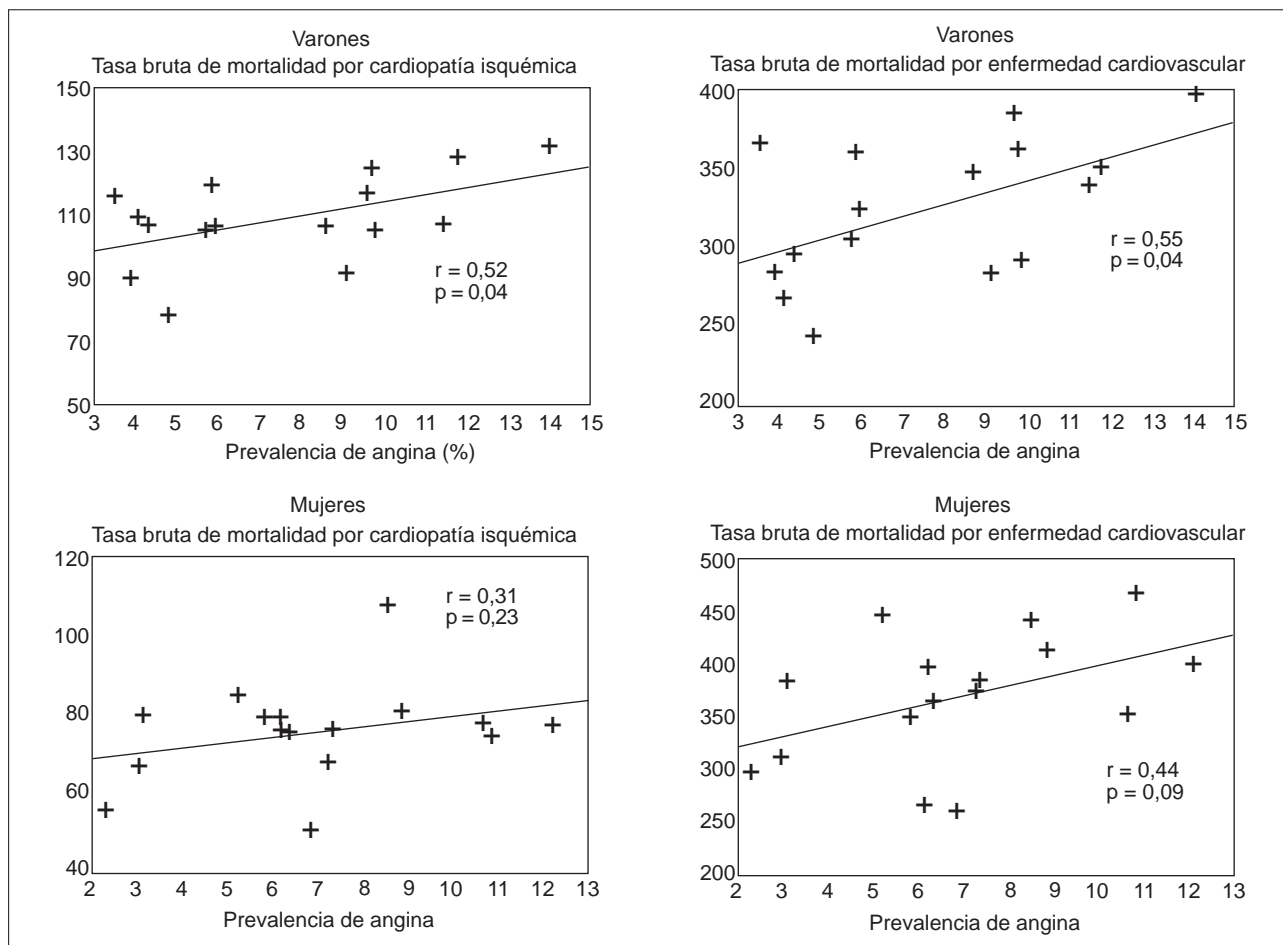 Varones
Tasa bruta de mortalidad por cardiopatía isquémica
150
130
110
90
70
50
3 4 5 6 7 8 9 10 11 12 13 14 15
r = 0,52
p = 0,04
Prevalencia de angina (%)
Varones
Tasa bruta de mortalidad por enfermedad cardiovascular
400
350
300
250
200
3 4 5 6 7 8 9 10 11 12 13 14 15
r = 0,55
p = 0,04
Prevalencia de angina
Mujeres
Tasa bruta de mortalidad por cardiopatía isquémica
120
100
80
60
40
2 3 4 5 6 7 8 9 10 11 12 13
r = 0,31
p = 0,23
Prevalencia de angina
Mujeres
Tasa bruta de mortalidad por enfermedad cardiovascular
500
450
400
350
300
250
200
2 3 4 5 6 7 8 9 10 11 12 13
r = 0,44
p = 0,09
Prevalencia de angina